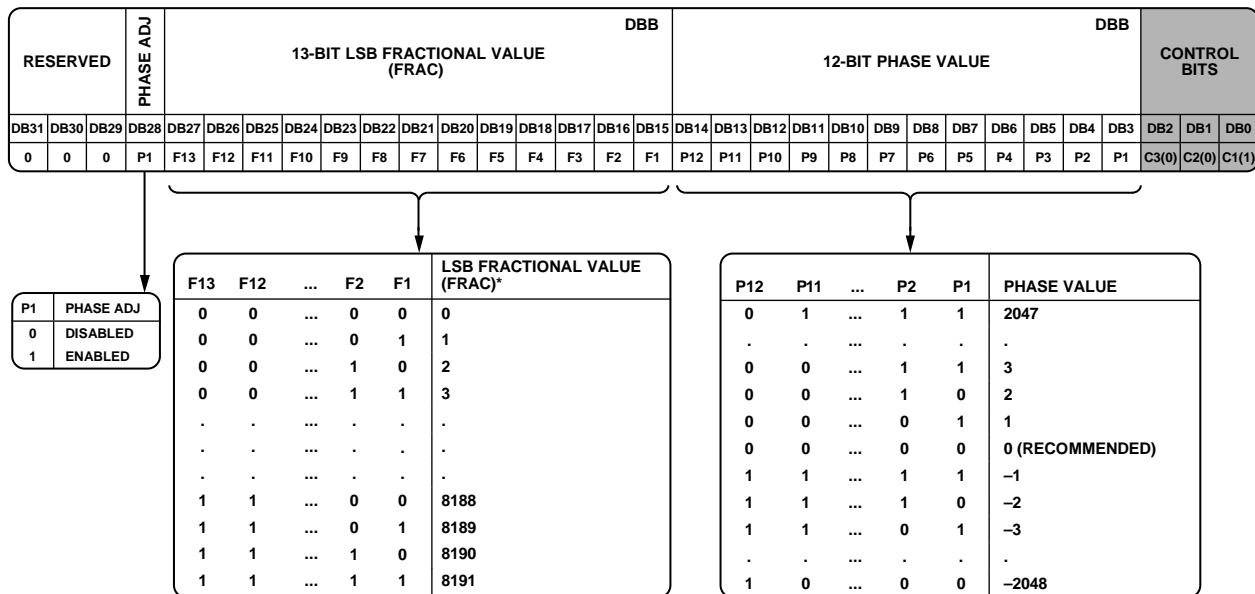 RESERVED
PHASE ADJ
13-BIT LSB FRACTIONAL VALUE
(FRAC)
DBB
12-BIT PHASE VALUE
DBB
CONTROL
BITS
DB31 DB30 DB29 DB28 DB27 DB26 DB25 DB24 DB23 DB22 DB21 DB20 DB19 DB18 DB17 DB16 DB15 DB14 DB13 DB12 DB11 DB10 DB9 DB8 DB7 DB6 DB5 DB4 DB3 DB2 DB1 DB0
0 0 0 P1 F13 F12 F11 F10 F9 F8 F7 F6 F5 F4 F3 F2 F1 P12 P11 P10 P9 P8 P7 P6 P5 P4 P3 P2 P1 C3(0) C2(0) C1(1)
P1 PHASE ADJ
0 DISABLED
1 ENABLED
F13 F12 ... F2 F1 LSB FRACTIONAL VALUE
(FRAC)*
0 0 ... 0 0 0
0 0 ... 0 1 1
0 0 ... 1 0 2
0 0 ... 1 1 3
. . ... . . .
. . ... . . .
. . ... . . .
1 1 ... 0 0 8188
1 1 ... 0 1 8189
1 1 ... 1 0 8190
1 1 ... 1 1 8191
P12 P11 ... P2 P1 PHASE VALUE
0 1 ... 1 1 2047
. . ... . . .
0 0 ... 1 1 3
0 0 ... 1 0 2
0 0 ... 0 1 1
0 0 ... 0 0 0 (RECOMMENDED)
1 1 ... 1 1 –1
1 1 ... 1 0 –2
1 1 ... 0 1 –3
. . ... . . .
1 0 ... 0 0 –2048